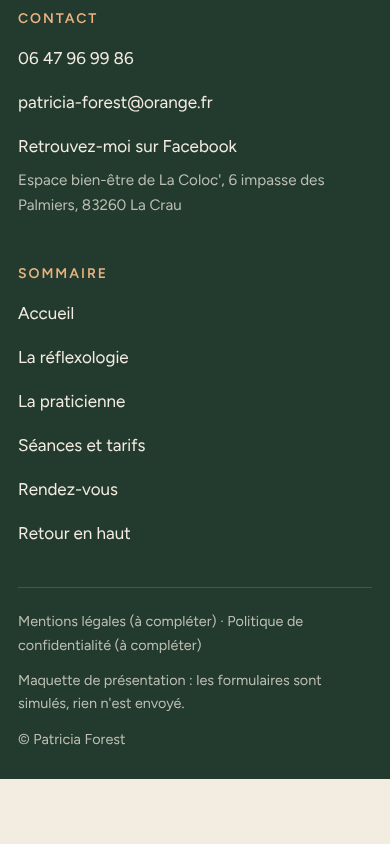 CONTACT
06 47 96 99 86
patricia-forest@orange.fr
Retrouvez-moi sur Facebook
Espace bien-être de La Coloc', 6 impasse des
Palmiers, 83260 La Crau
SOMMAIRE
Accueil
La réflexologie
La praticienne
Séances et tarifs
Rendez-vous
Retour en haut
Mentions légales (à compléter) · Politique de
confidentialité (à compléter)
Maquette de présentation : les formulaires sont
simulés, rien n'est envoyé.
© Patricia Forest